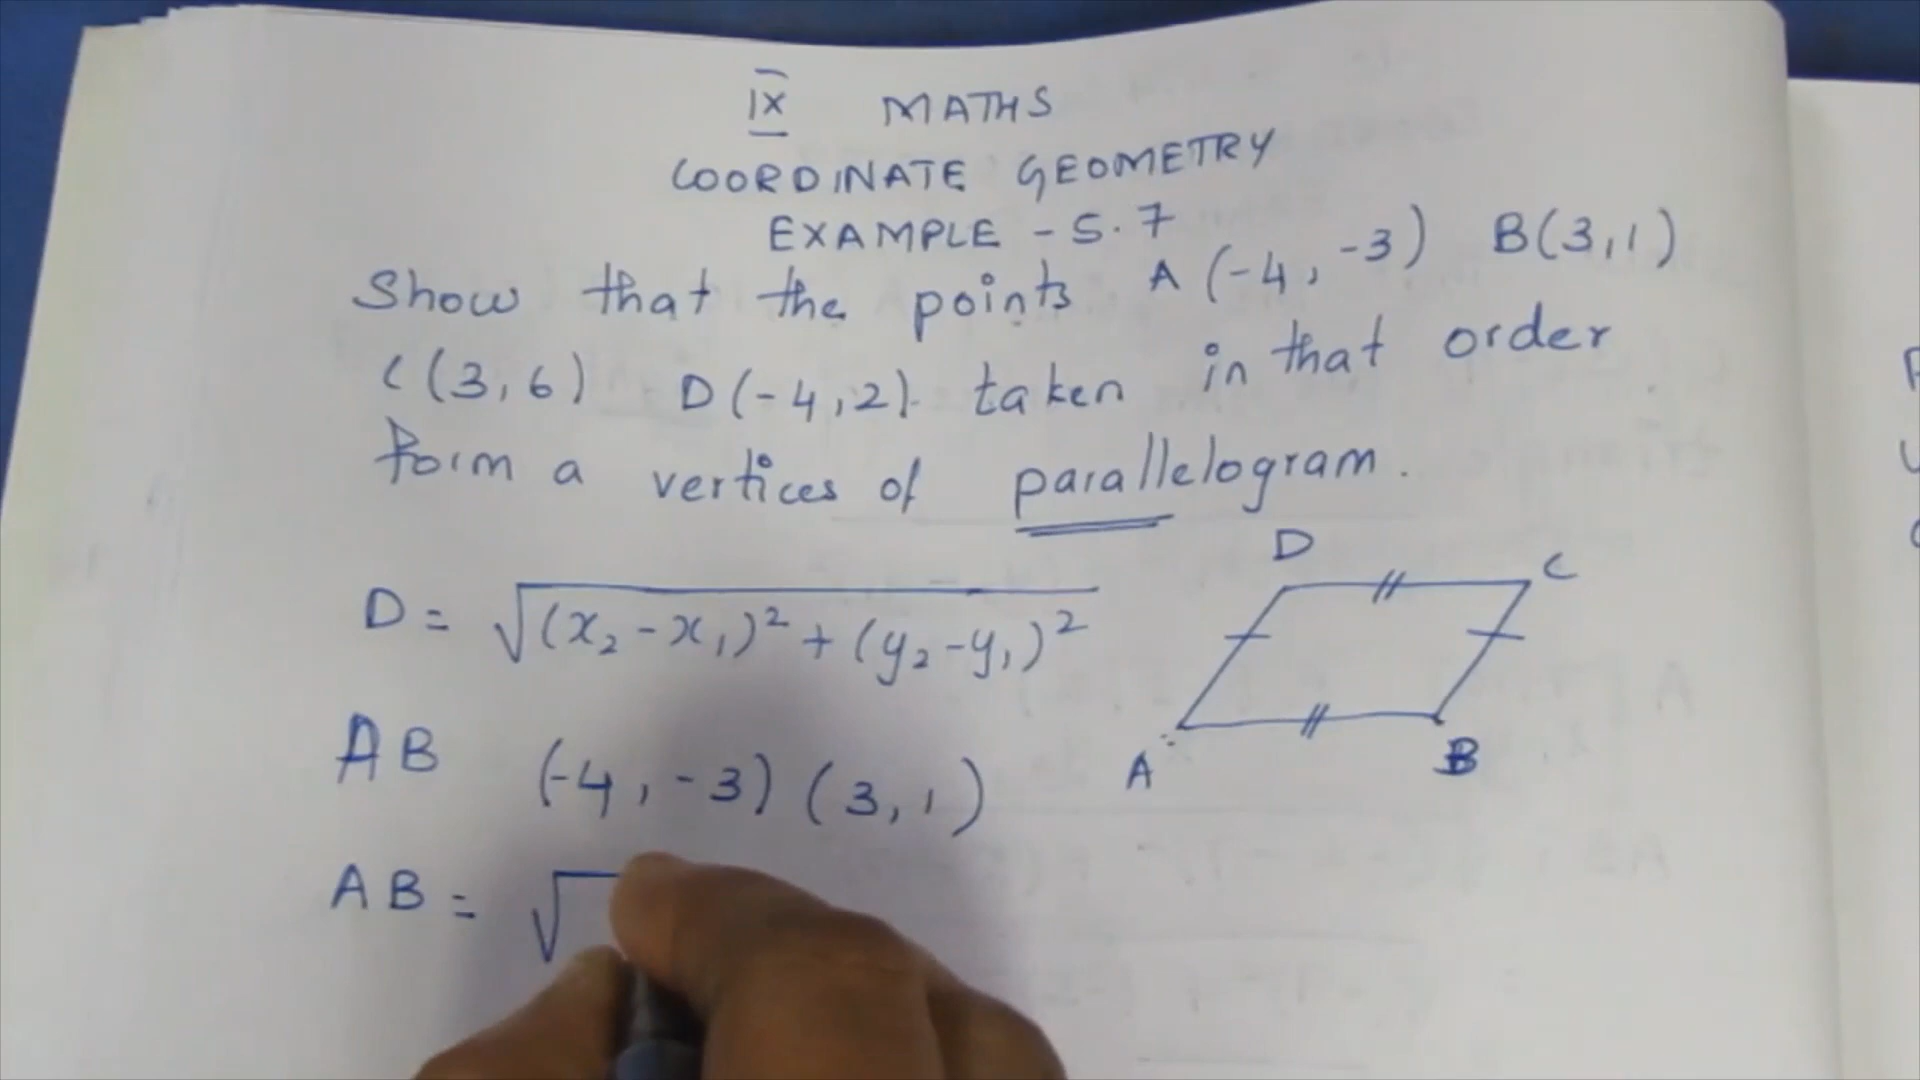 IX MATHS
COORDINATE GEOMETRY
EXAMPLE - 5.7
Show that the points A (-4, -3) B(3,1)
C(3,6) D(-4,2). taken in that order
form a vertices of parallelogram.
D = √(x₂-x₁)² + (y₂-y₁)²
D C
A B
AB (-4, -3) (3, 1)
AB = √